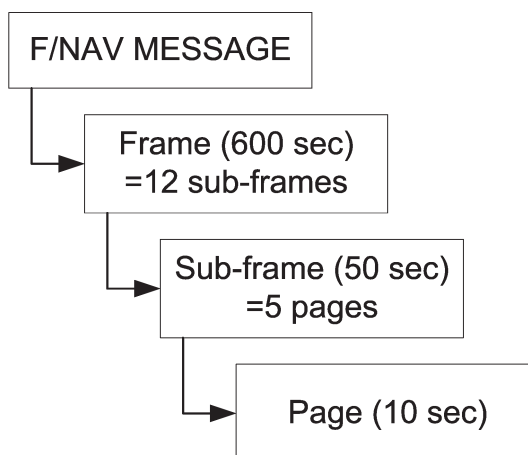 F/NAV MESSAGE
Frame (600 sec)
=12 sub-frames
Sub-frame (50 sec)
=5 pages
Page (10 sec)